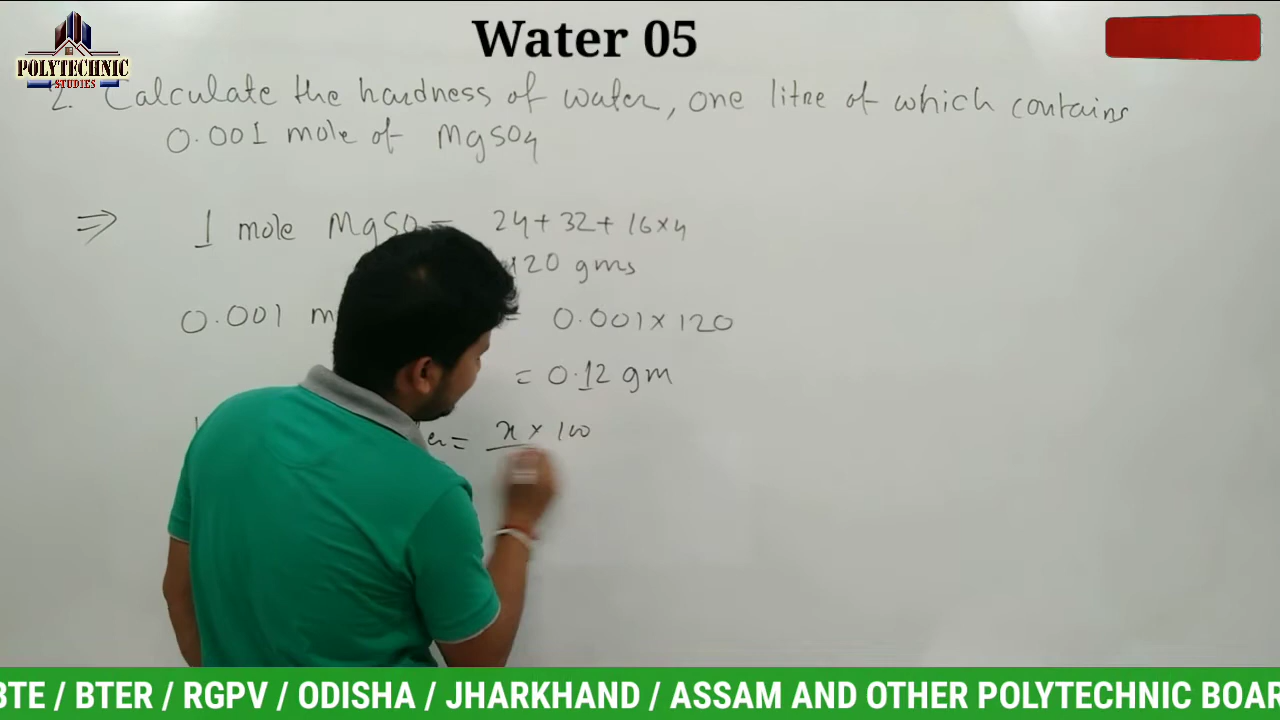 Water 05
POLYTECHNIC
STUDIES
2. Calculate the hardness of water, one litre of which contains
0.001 mole of MgSO4
⇒ 1 mole MgSO = 24+32+16×4
120 gms
0.001 m = 0.001×120
= 0.12 gm
= x × 100
BTE / BTER / RGPV / ODISHA / JHARKHAND / ASSAM AND OTHER POLYTECHNIC BOAR